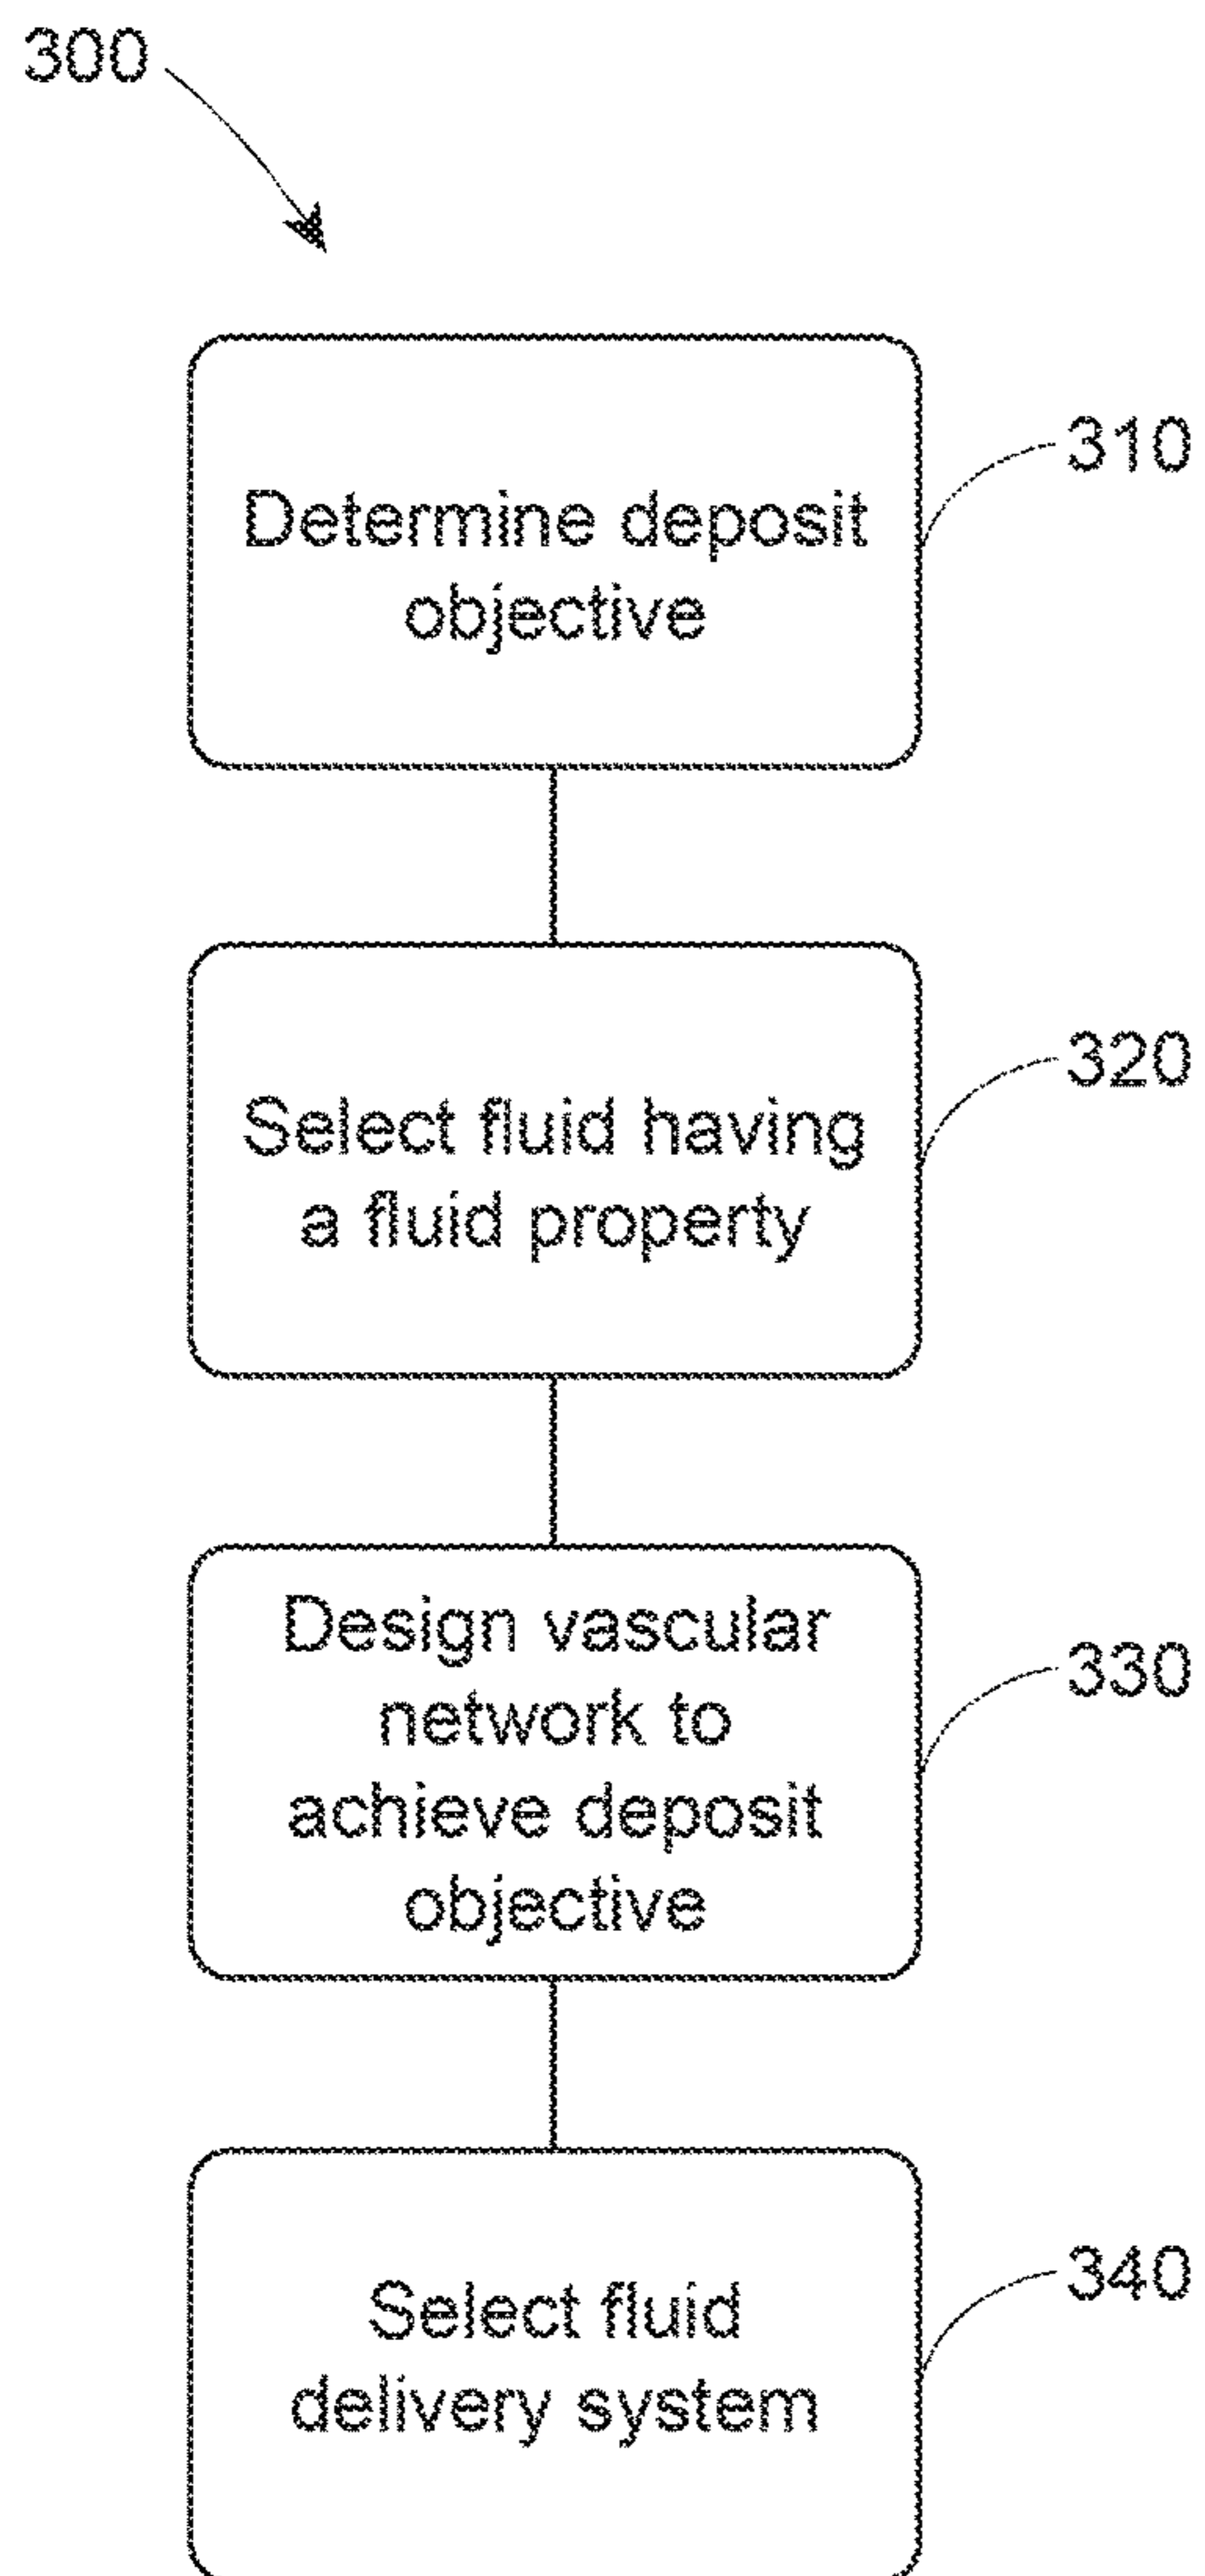 300
310
Determine deposit
objective
320
Select fluid having
a fluid property
330
Design vascular
network to
achieve deposit
objective
340
Select fluid
delivery system